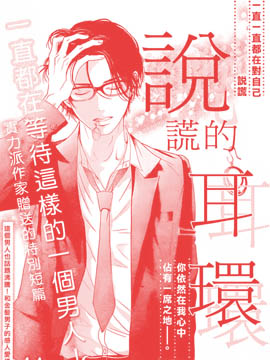 一直一直都在對自己
說謊
說謊的
耳環
你依然在我心中
佔有一席之地——。
一直都在等待這樣的一個男人
實力派作家贈送的特別短篇